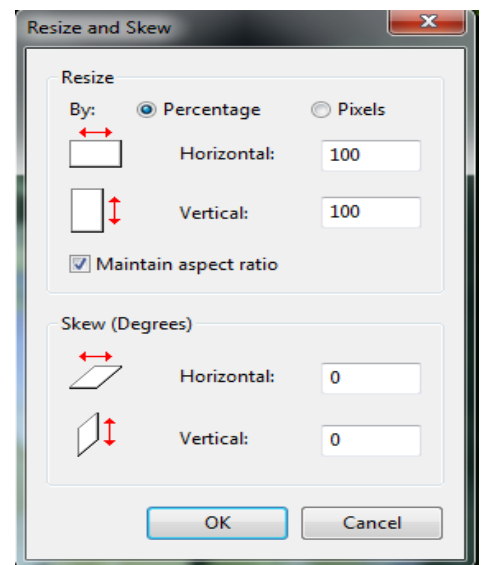 Resize and Skew
Resize
By: Percentage Pixels
Horizontal: 100
Vertical: 100
Maintain aspect ratio
Skew (Degrees)
Horizontal: 0
Vertical: 0
OK Cancel